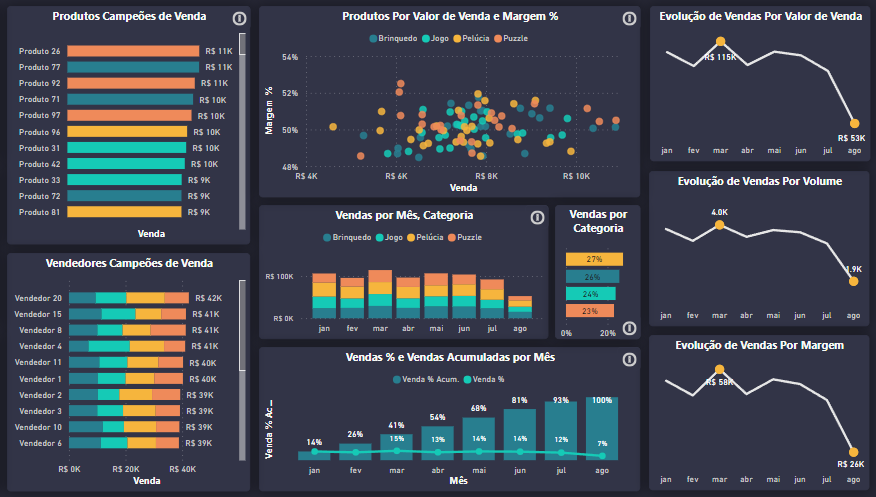 Produtos Campeões de Venda
Produto 26 R$ 11K
Produto 77 R$ 11K
Produto 92 R$ 11K
Produto 71 R$ 10K
Produto 97 R$ 10K
Produto 96 R$ 10K
Produto 31 R$ 10K
Produto 42 R$ 10K
Produto 33 R$ 9K
Produto 72 R$ 9K
Produto 81 R$ 9K
Venda
Vendedores Campeões de Venda
Vendedor 20 R$ 42K
Vendedor 15 R$ 41K
Vendedor 8 R$ 41K
Vendedor 4 R$ 41K
Vendedor 11 R$ 40K
Vendedor 1 R$ 40K
Vendedor 2 R$ 39K
Vendedor 3 R$ 39K
Vendedor 10 R$ 39K
Vendedor 6 R$ 39K
R$ 0K R$ 20K R$ 40K
Venda
Produtos Por Valor de Venda e Margem %
Brinquedo Jogo Pelúcia Puzzle
Margem %
54%
52%
50%
48%
R$ 4K R$ 6K R$ 8K R$ 10K
Venda
Vendas por Mês, Categoria
Brinquedo Jogo Pelúcia Puzzle
R$ 100K
R$ 0K
jan fev mar abr mai jun jul ago
Vendas por
Categoria
27%
26%
24%
23%
0% 20%
Vendas % e Vendas Acumuladas por Mês
Venda % Acum. Venda %
Venda % Ac...
14% 26% 41% 54% 68% 81% 93% 100%
15% 13% 14% 14% 12% 7%
jan fev mar abr mai jun jul ago
Mês
Evolução de Vendas Por Valor de Venda
R$ 115K
R$ 53K
jan fev mar abr mai jun jul ago
Evolução de Vendas Por Volume
4.0K
1.9K
jan fev mar abr mai jun jul ago
Evolução de Vendas Por Margem
R$ 58K
R$ 26K
jan fev mar abr mai jun jul ago